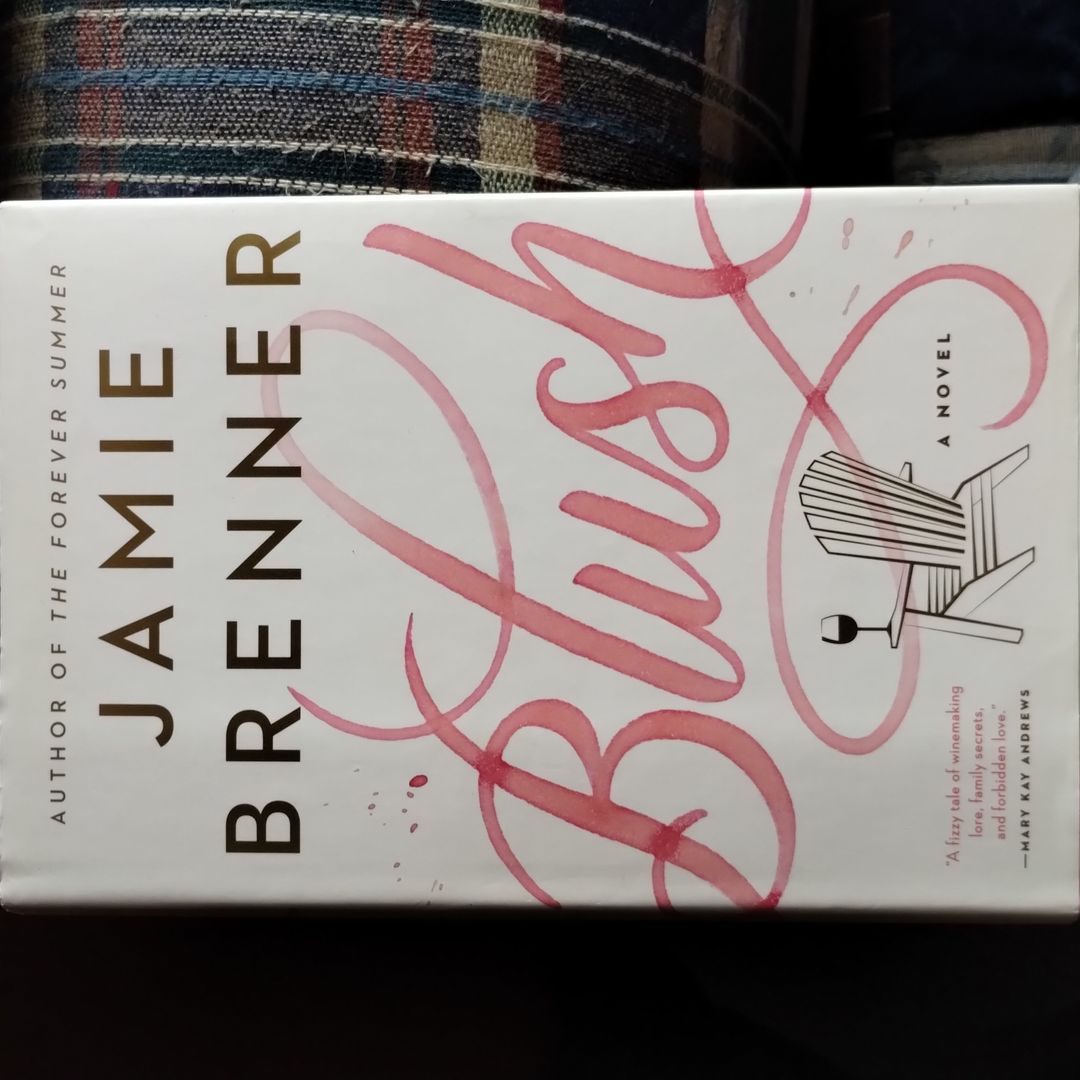 AUTHOR OF THE FOREVER SUMMER
JAMIE
BRENNER
Blush
A NOVEL
"A fizzy tale of winemaking
lore, family secrets,
and forbidden love."
—MARY KAY ANDREWS